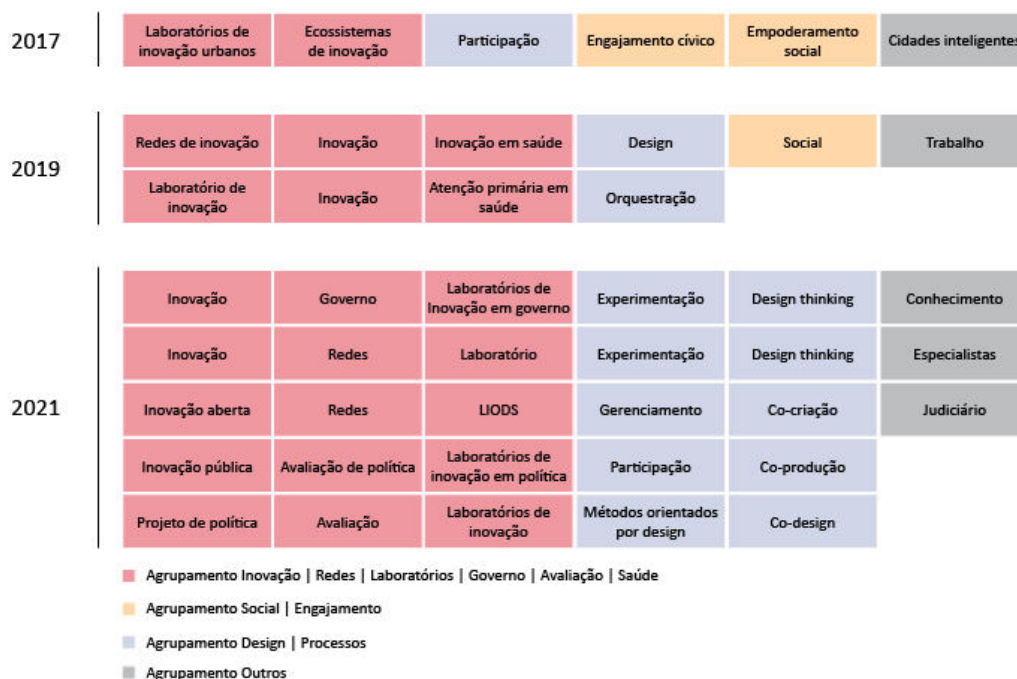 2017
Laboratórios de
inovação urbanos
Ecossistemas
de inovação
Participação
Engajamento cívico
Empoderamento
social
Cidades inteligentes
2019
Redes de inovação
Inovação
Inovação em saúde
Design
Social
Trabalho
Laboratório de
inovação
Inovação
Atenção primária em
saúde
Orquestração
2021
Inovação
Governo
Laboratórios de
Inovação em governo
Experimentação
Design thinking
Conhecimento
Inovação
Redes
Laboratório
Experimentação
Design thinking
Especialistas
Inovação aberta
Redes
LIODS
Gerenciamento
Co-criação
Judiciário
Inovação pública
Avaliação de política
Laboratórios de
inovação em política
Participação
Co-produção
Projeto de política
Avaliação
Laboratórios de
inovação
Métodos orientados
por design
Co-design
Agrupamento Inovação | Redes | Laboratórios | Governo | Avaliação | Saúde
Agrupamento Social | Engajamento
Agrupamento Design | Processos
Agrupamento Outros